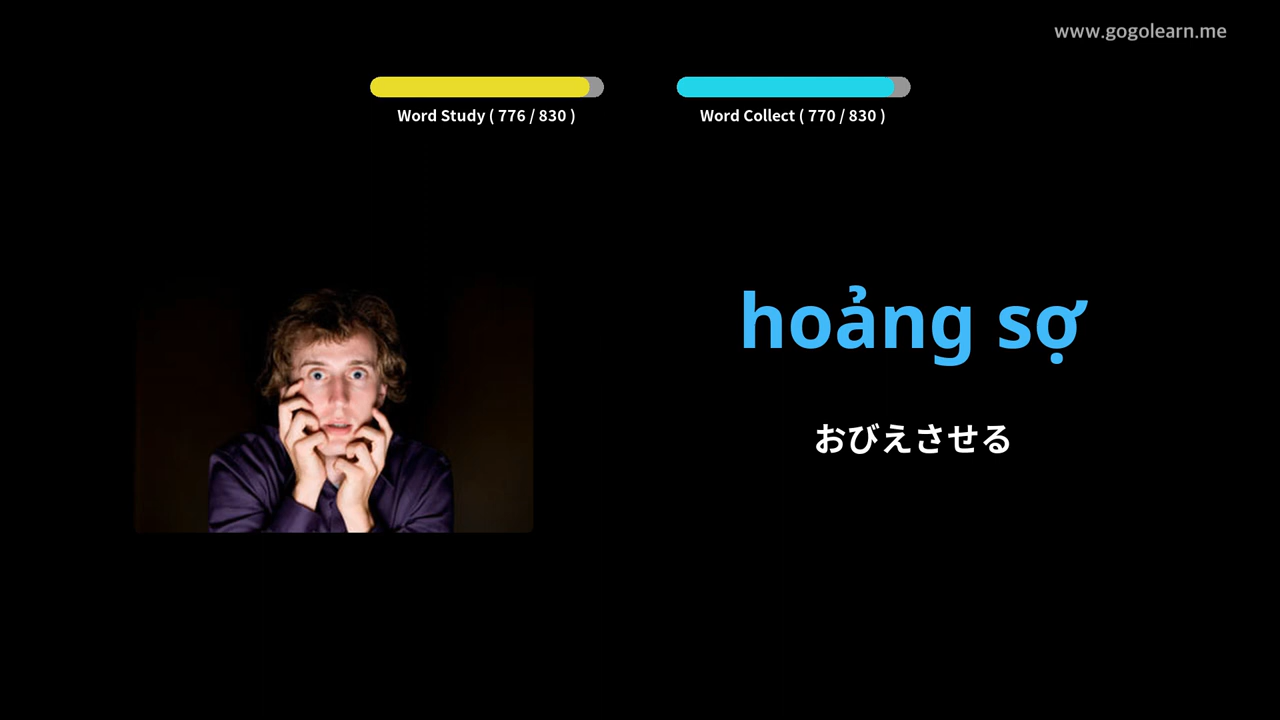 www.gogolearn.me
Word Study ( 776 / 830 )
Word Collect ( 770 / 830 )
hoảng sợ
おびえさせる